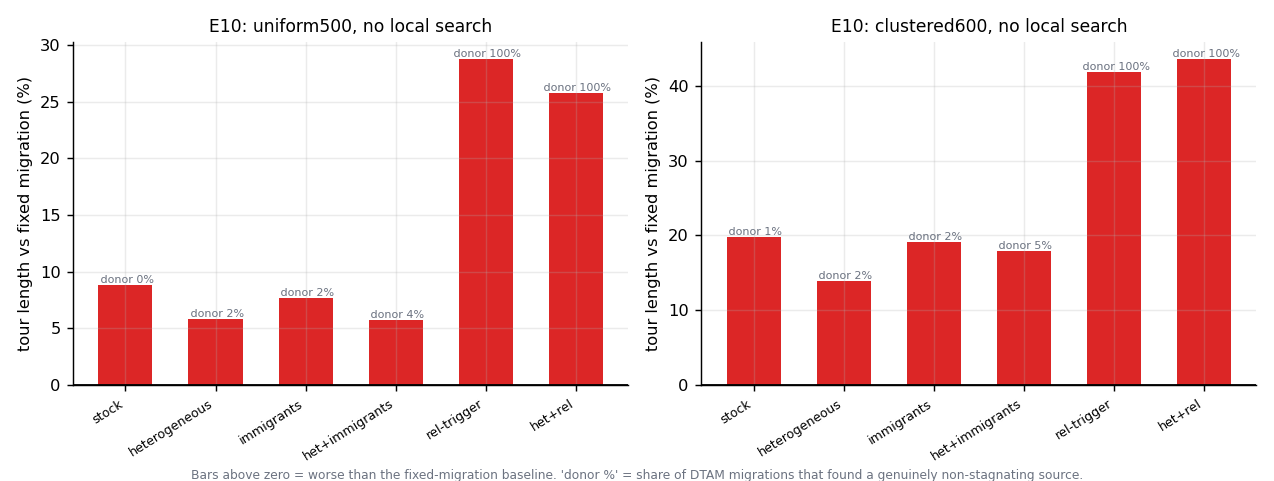 E10: uniform500, no local search
tour length vs fixed migration (%)
30
25
20
15
10
5
0
donor 0%
donor 2%
donor 2%
donor 4%
donor 100%
donor 100%
stock
heterogeneous
immigrants
het+immigrants
rel-trigger
het+rel
E10: clustered600, no local search
tour length vs fixed migration (%)
40
30
20
10
0
donor 1%
donor 2%
donor 2%
donor 5%
donor 100%
donor 100%
stock
heterogeneous
immigrants
het+immigrants
rel-trigger
het+rel
Bars above zero = worse than the fixed-migration baseline. 'donor %' = share of DTAM migrations that found a genuinely non-stagnating source.